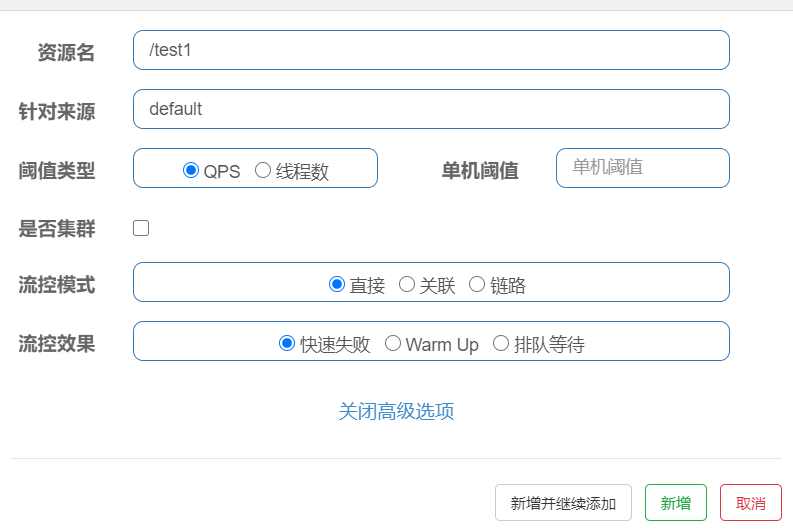 资源名 /test1
针对来源 default
阈值类型 QPS 线程数 单机阈值 单机阈值
是否集群
流控模式 直接 关联 链路
流控效果 快速失败 Warm Up 排队等待
关闭高级选项
新增并继续添加 新增 取消